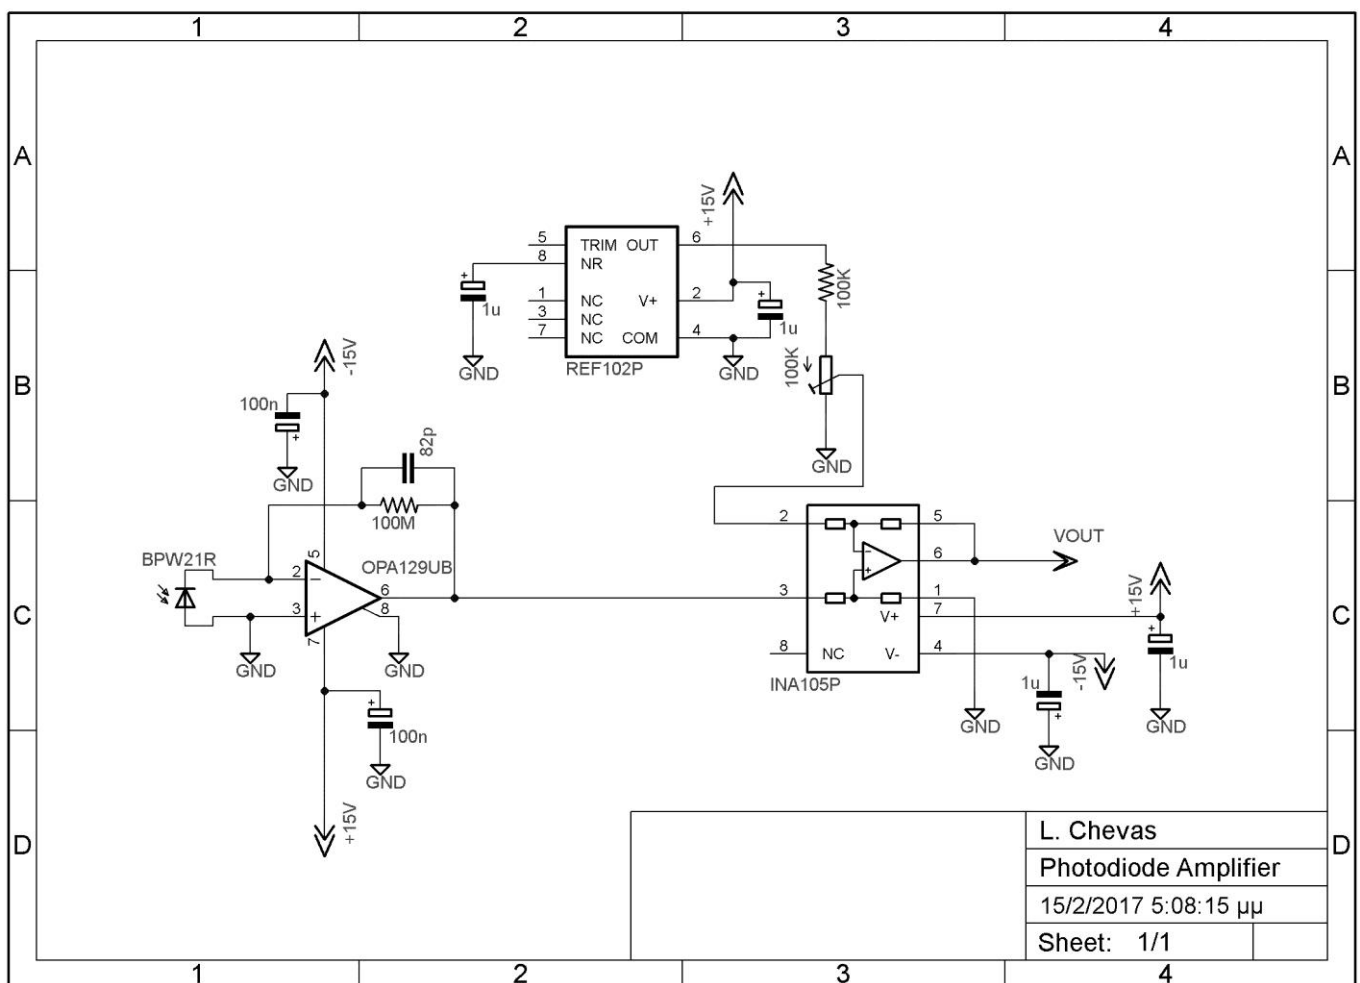 1 2 3 4
A A
+15V
5 TRIM OUT 6
8 NR
1u
1 NC V+ 2
3 NC
7 NC COM 4
1u
100K
GND
REF102P
GND
100K
GND
B B
-15V
100n
GND
82p
100M
BPW21R
OPA129UB
5
2 − 6
3 + 8
7
GND
GND
100n
GND
+15V
2 − 5
6 VOUT
3 + 1
V+ 7
8 NC V- 4
INA105P
GND
+15V
1u
GND
-15V
1u
GND
C C
D D
L. Chevas
Photodiode Amplifier
15/2/2017 5:08:15 μμ
Sheet: 1/1
1 2 3 4